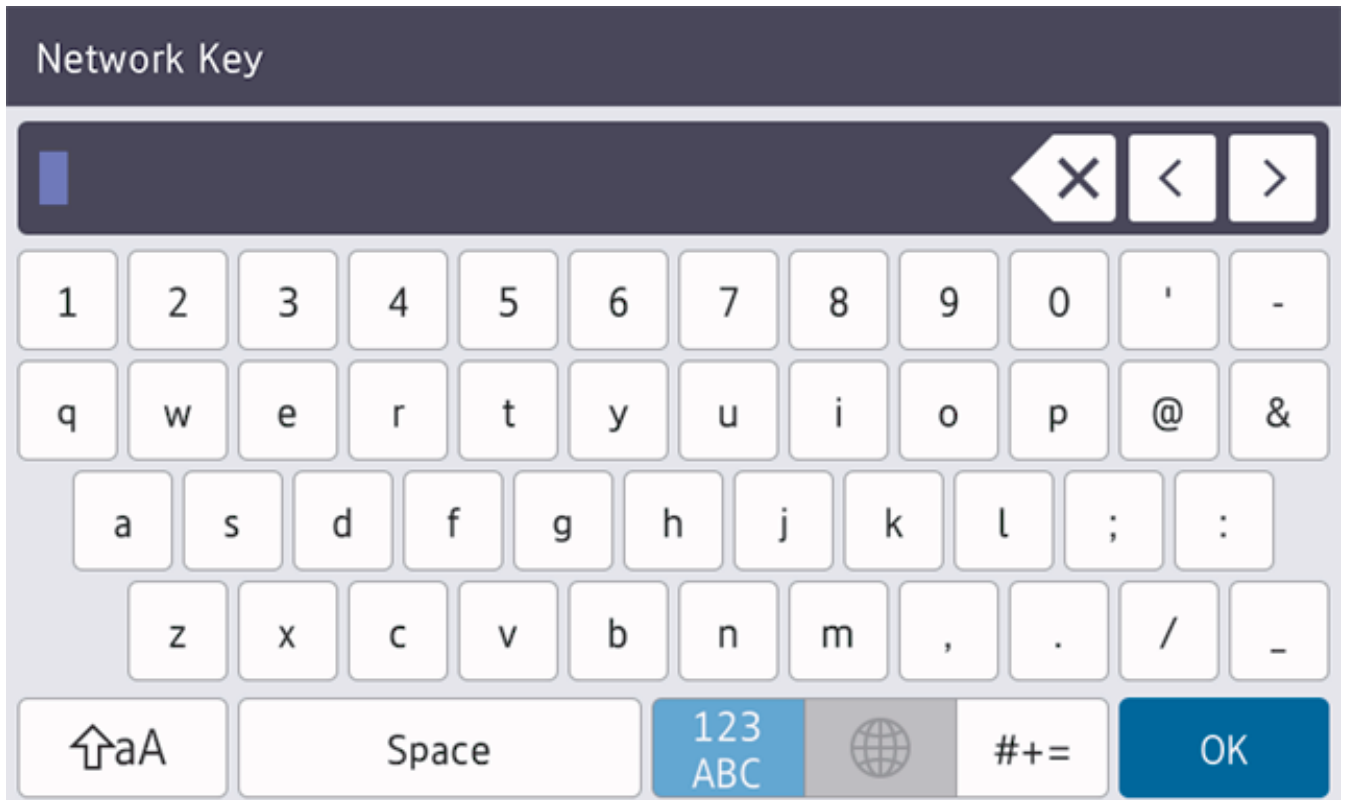 Network Key
1 2 3 4 5 6 7 8 9 0 ' -
q w e r t y u i o p @ &
a s d f g h j k l ; :
z x c v b n m , . / _
aA Space 123 ABC #+= OK